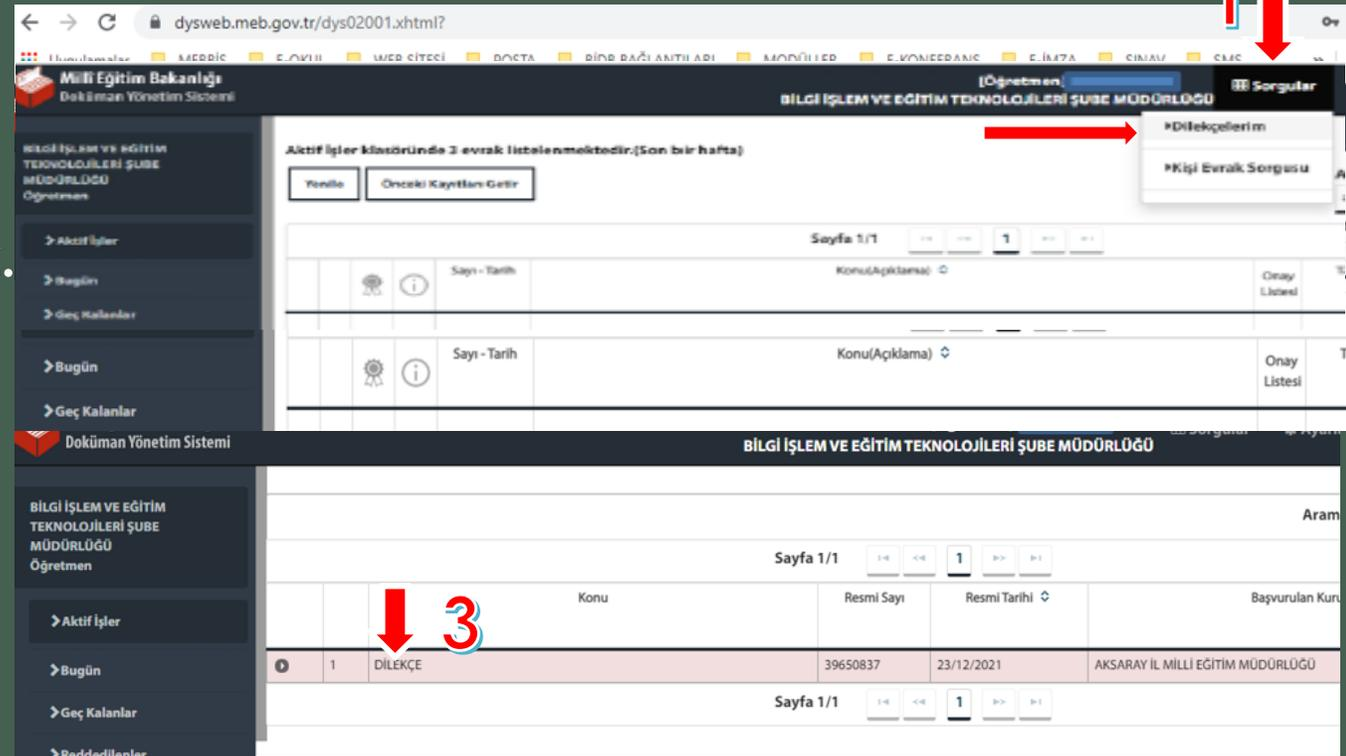 dysweb.meb.gov.tr/dys02001.xhtml?
Uygulamalar MEBBİS E-OKUL WEB SİTESİ POSTA BİDB BAĞLANTILARI MODÜLLER E-KONFERANS E-İMZA SINAV SMS »
Millî Eğitim Bakanlığı
Doküman Yönetim Sistemi
[Öğretmen]
BİLGİ İŞLEM VE EĞİTİM TEKNOLOJİLERİ ŞUBE MÜDÜRLÜĞÜ
Sorgular
Dilekçelerim
Kişi Evrak Sorgusu
BİLGİ İŞLEM VE EĞİTİM
TEKNOLOJİLERİ ŞUBE
MÜDÜRLÜĞÜ
Öğretmen
Aktif İşler
Bugün
Geç Kalanlar
Bugün
Geç Kalanlar
Aktif İşler klasöründe 3 evrak listelenmektedir.(Son bir hafta)
Yenile Önceki Kayıtları Getir
Sayfa 1/1 1
Sayı - Tarih Konu(Açıklama) Onay
Listesi
Sayı - Tarih Konu(Açıklama) Onay
Listesi
Doküman Yönetim Sistemi
BİLGİ İŞLEM VE EĞİTİM TEKNOLOJİLERİ ŞUBE MÜDÜRLÜĞÜ
BİLGİ İŞLEM VE EĞİTİM
TEKNOLOJİLERİ ŞUBE
MÜDÜRLÜĞÜ
Öğretmen
Aktif İşler
Bugün
Geç Kalanlar
Reddedilenler
Aram
Sayfa 1/1 1
Konu Resmi Sayı Resmi Tarihi Başvurulan Kuru
3
1 DİLEKÇE 39650837 23/12/2021 AKSARAY İL MİLLİ EĞİTİM MÜDÜRLÜĞÜ
Sayfa 1/1 1